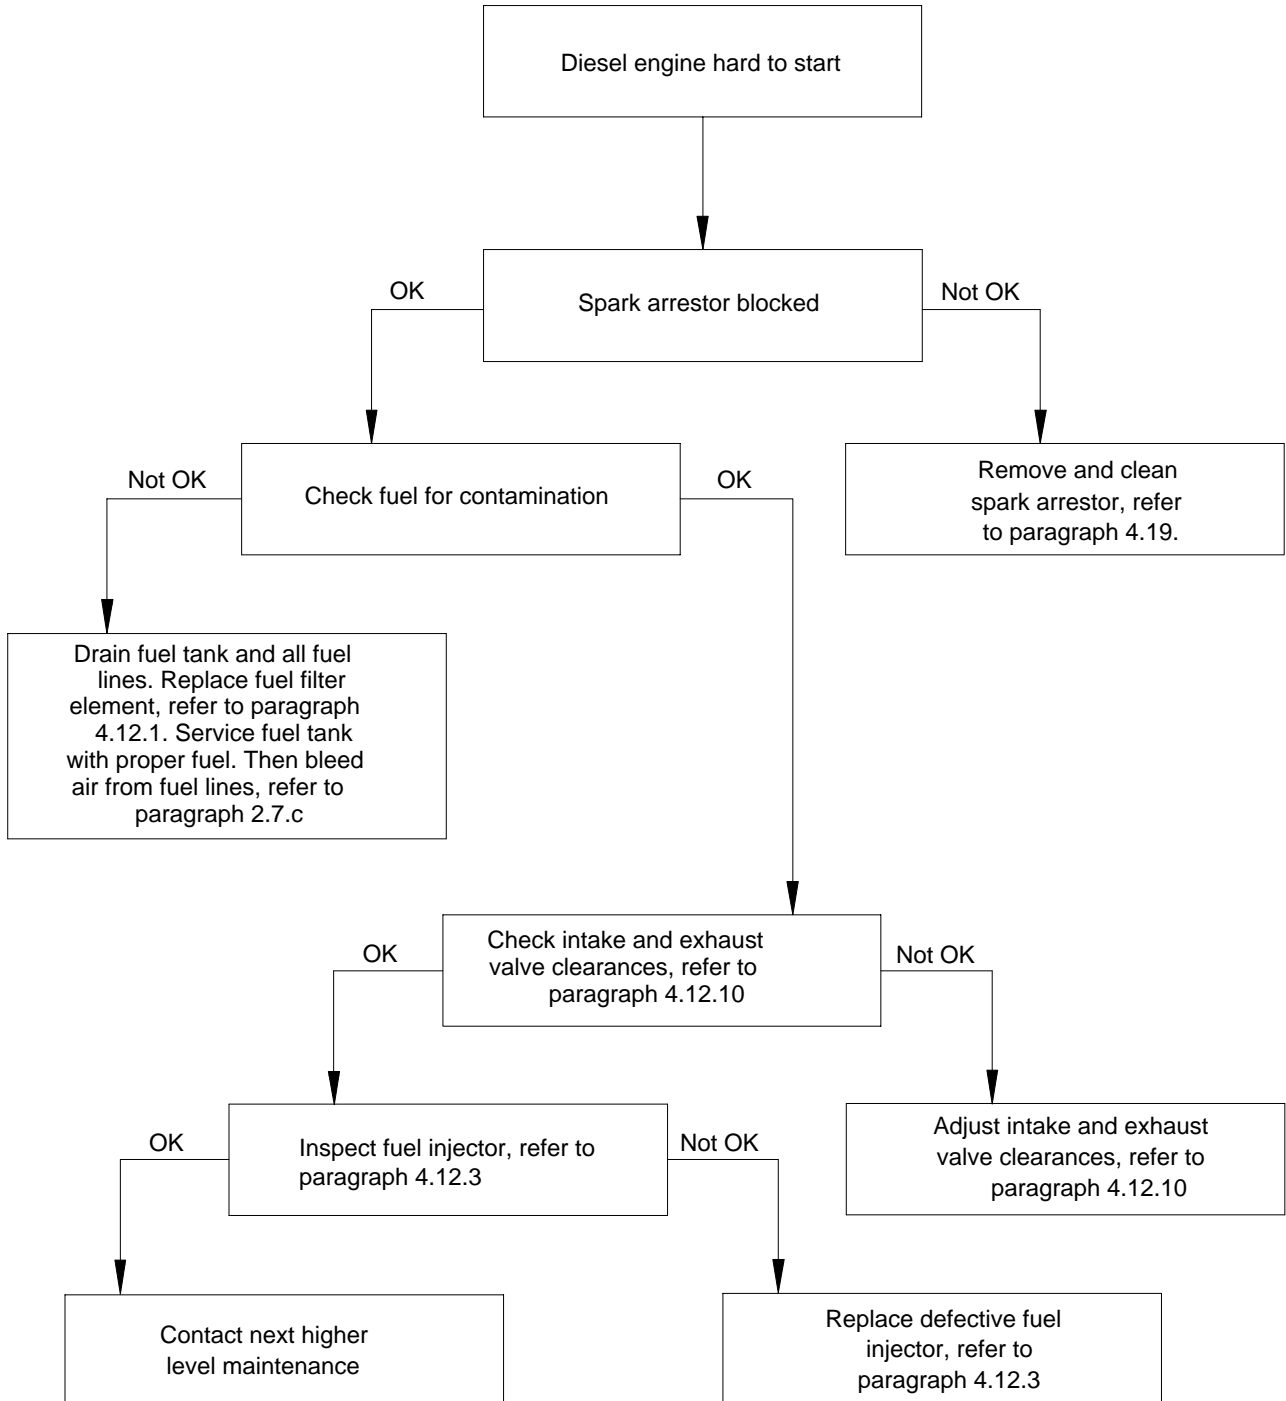 Diesel engine hard to start
OK
Spark arrestor blocked
Not OK
Not OK
Check fuel for contamination
OK
Remove and clean
spark arrestor, refer
to paragraph 4.19.
Drain fuel tank and all fuel
lines. Replace fuel filter
element, refer to paragraph
4.12.1. Service fuel tank
with proper fuel. Then bleed
air from fuel lines, refer to
paragraph 2.7.c
OK
Check intake and exhaust
valve clearances, refer to
paragraph 4.12.10
Not OK
OK
Inspect fuel injector, refer to
paragraph 4.12.3
Not OK
Adjust intake and exhaust
valve clearances, refer to
paragraph 4.12.10
Contact next higher
level maintenance
Replace defective fuel
injector, refer to
paragraph 4.12.3